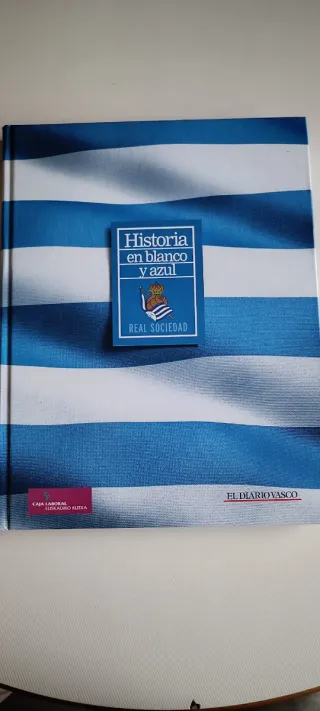 Historia
en blanco
y azul
REAL SOCIEDAD
CAJA LABORAL
EUSKADIKO KUTXA
EL DIARIO VASCO